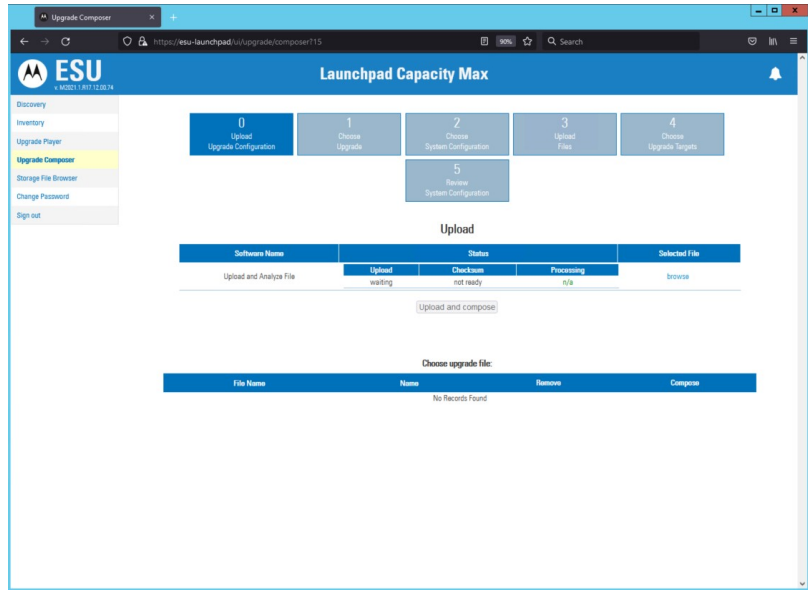 Upgrade Composer
https://esu-launchpad/ui/upgrade/composer?15
90%
Search
ESU
v. M2021.1 R17.12.00.74
Launchpad Capacity Max
Discovery
Inventory
Upgrade Player
Upgrade Composer
Storage File Browser
Change Password
Sign out
0
Upload
Upgrade Configuration
1
Choose
Upgrade
2
Choose
System Configuration
3
Upload
Files
4
Choose
Upgrade Targets
5
Review
System Configuration
Upload
Software Name Status Selected File
Upload Checksum Processing
Upload and Analyze File waiting not ready n/a browse
Upload and compose
Choose upgrade file:
File Name Name Remove Compose
No Records Found